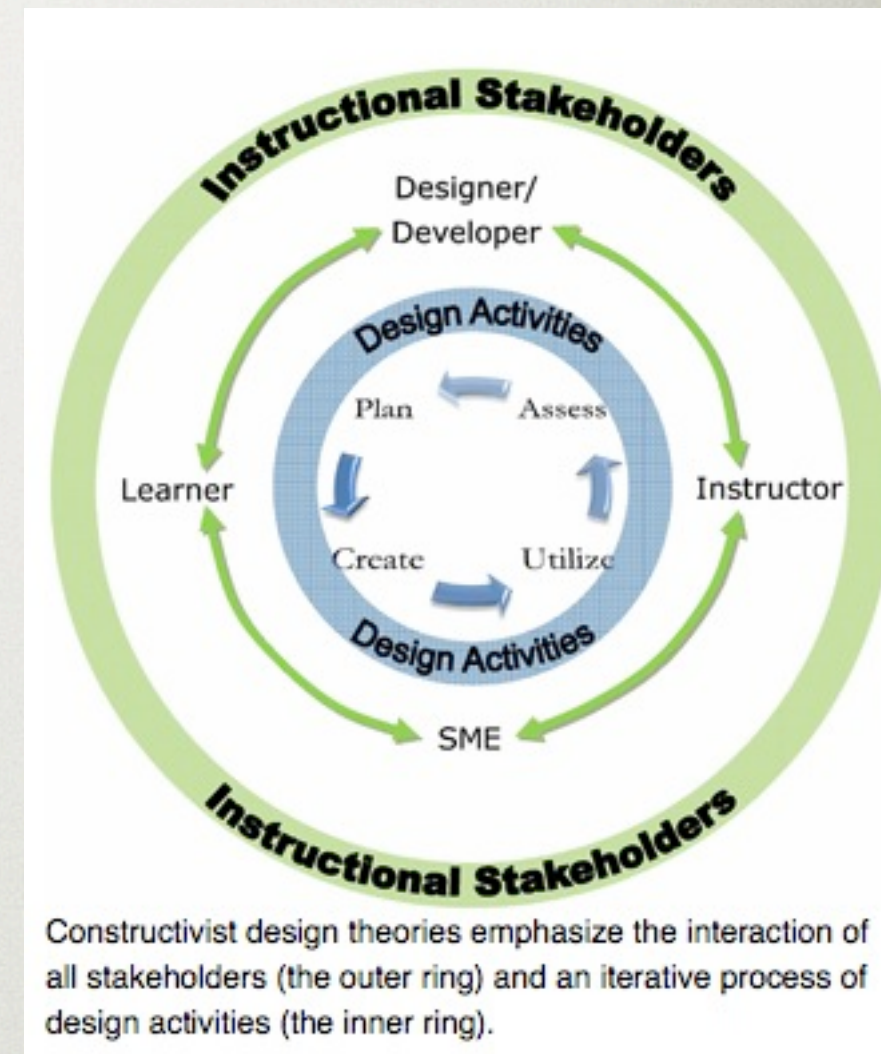 Instructional Stakeholders
Designer/
Developer
Design Activities
Plan
Assess
Learner
Instructor
Create
Utilize
Design Activities
SME
Instructional Stakeholders
Constructivist design theories emphasize the interaction of
all stakeholders (the outer ring) and an iterative process of
design activities (the inner ring).